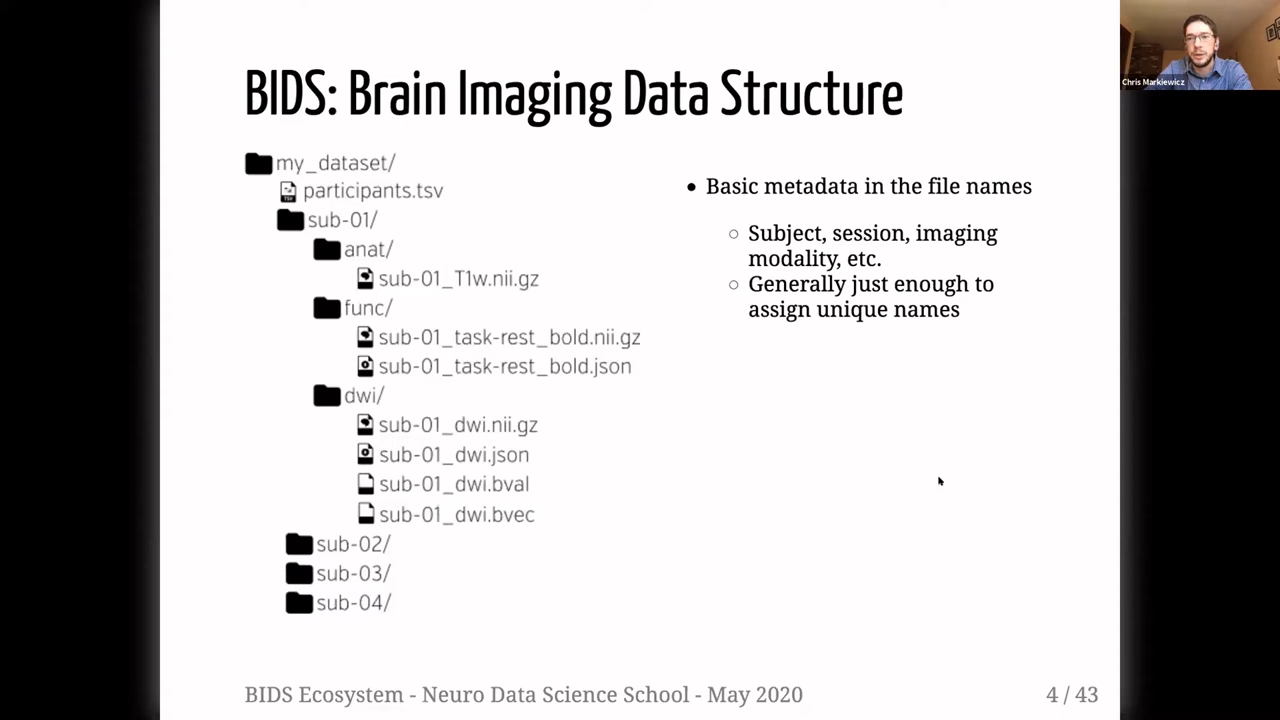 BIDS: Brain Imaging Data Structure
my_dataset/
participants.tsv
sub-01/
anat/
sub-01_T1w.nii.gz
func/
sub-01_task-rest_bold.nii.gz
sub-01_task-rest_bold.json
dwi/
sub-01_dwi.nii.gz
sub-01_dwi.json
sub-01_dwi.bval
sub-01_dwi.bvec
sub-02/
sub-03/
sub-04/
Basic metadata in the file names
Subject, session, imaging
modality, etc.
Generally just enough to
assign unique names
BIDS Ecosystem - Neuro Data Science School - May 2020
4 / 43
Chris Markiewicz